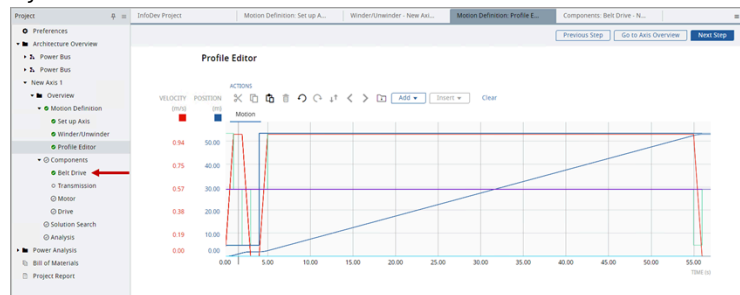 Project
InfoDev Project
Motion Definition: Set up A...
Winder/Unwinder - New Axi...
Motion Definition: Profile E...
Components: Belt Drive - N...
Preferences
Architecture Overview
Power Bus
Power Bus
New Axis 1
Overview
Motion Definition
Set up Axis
Winder/Unwinder
Profile Editor
Components
Belt Drive
Transmission
Motor
Drive
Solution Search
Analysis
Power Analysis
Bill of Materials
Project Report
Previous Step
Go to Axis Overview
Next Step
Profile Editor
ACTIONS
Add
Insert
Clear
VELOCITY POSITION
(m/s) (m)
Motion
0.94 50.00
0.75 40.00
0.57 30.00
0.38 20.00
0.19 10.00
0.00 0.00
0.00 5.00 10.00 15.00 20.00 25.00 30.00 35.00 40.00 45.00 50.00 55.00
TIME (s)